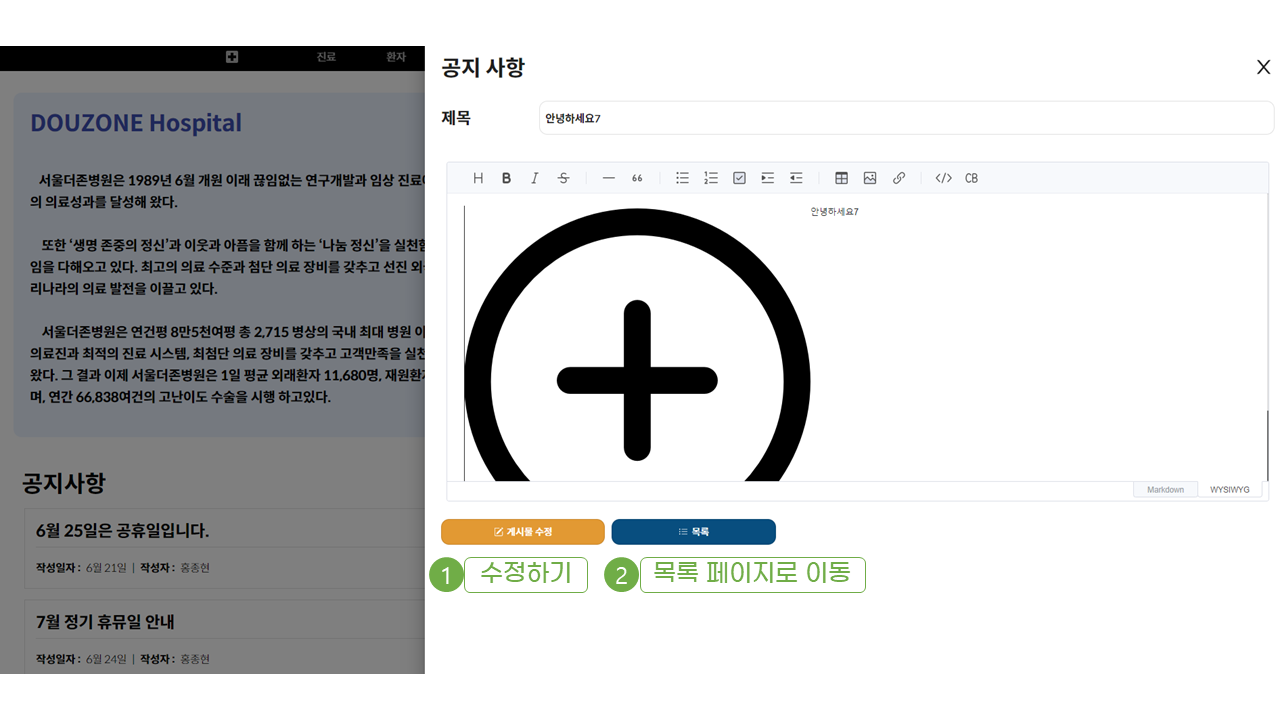 진료 환자
DOUZONE Hospital
서울더존병원은 1989년 6월 개원 이래 끊임없는 연구개발과 임상 진료
의 의료성과를 달성해 왔다.
또한 ‘생명 존중의 정신’과 이웃과 아픔을 함께 하는 ‘나눔 정신’을 실천
임을 다해오고 있다. 최고의 의료 수준과 첨단 의료 장비를 갖추고 선진
리나라의 의료 발전을 이끌고 있다.
서울더존병원은 연건평 8만5천여평 총 2,715 병상의 국내 최대 병원
의료진과 최적의 진료 시스템, 최첨단 의료 장비를 갖추고 고객만족을
왔다. 그 결과 이제 서울더존병원은 1일 평균 외래환자 11,680명,
며, 연간 66,838여건의 고난이도 수술을 시행 하고있다.
공지사항
6월 25일은 공휴일입니다.
작성일자 : 6월 21일 | 작성자 : 홍종현
7월 정기 휴뮤일 안내
작성일자 : 6월 24일 | 작성자 : 홍종현
공지 사항 X
제목 안녕하세요7
H B I S 66 </> CB
안녕하세요7
Markdown WYSIWYG
게시물 수정 목록
1 수정하기 2 목록 페이지로 이동